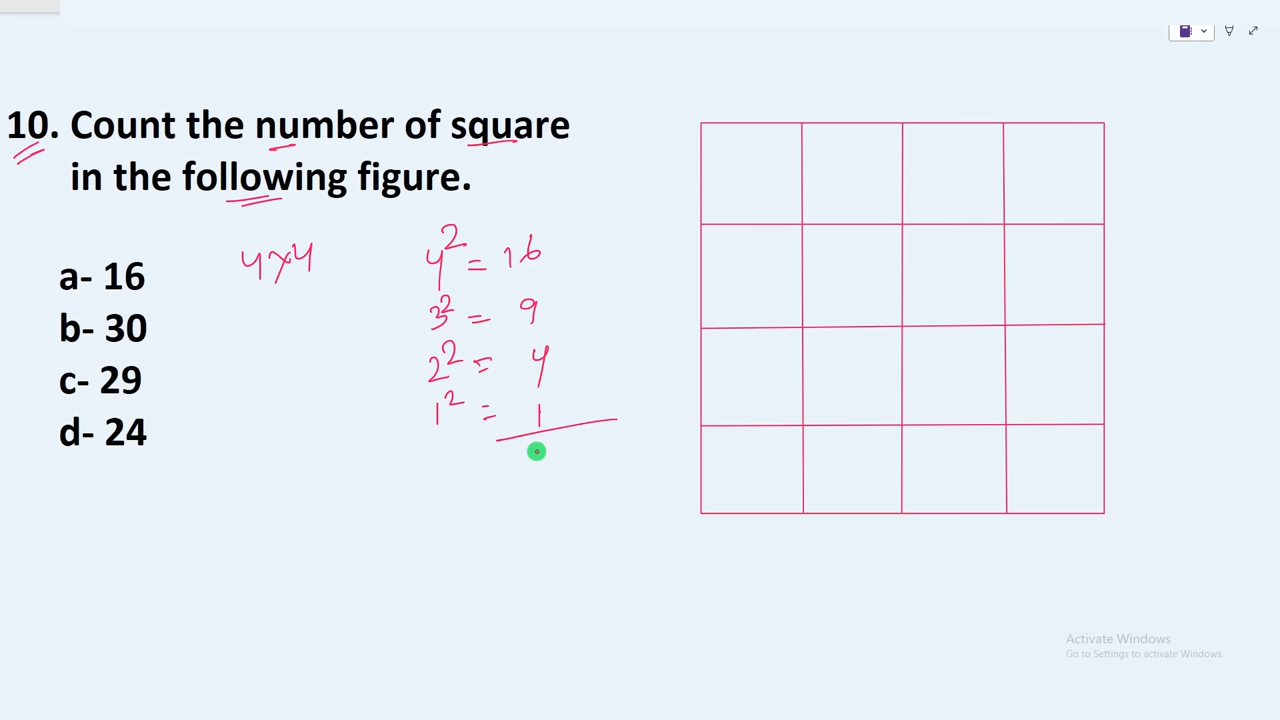 10. Count the number of square
in the following figure.
a- 16
b- 30
c- 29
d- 24
4×4
4² = 16
3² = 9
2² = 4
1² = 1
Activate Windows
Go to Settings to activate Windows.